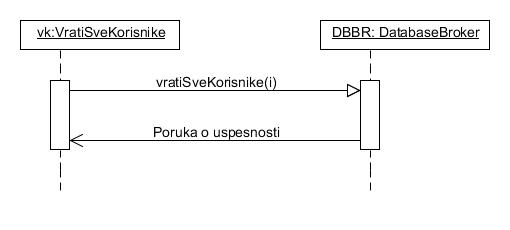 vk:VratiSveKorisnike
DBBR: DatabaseBroker
vratiSveKorisnike(i)
Poruka o uspesnosti